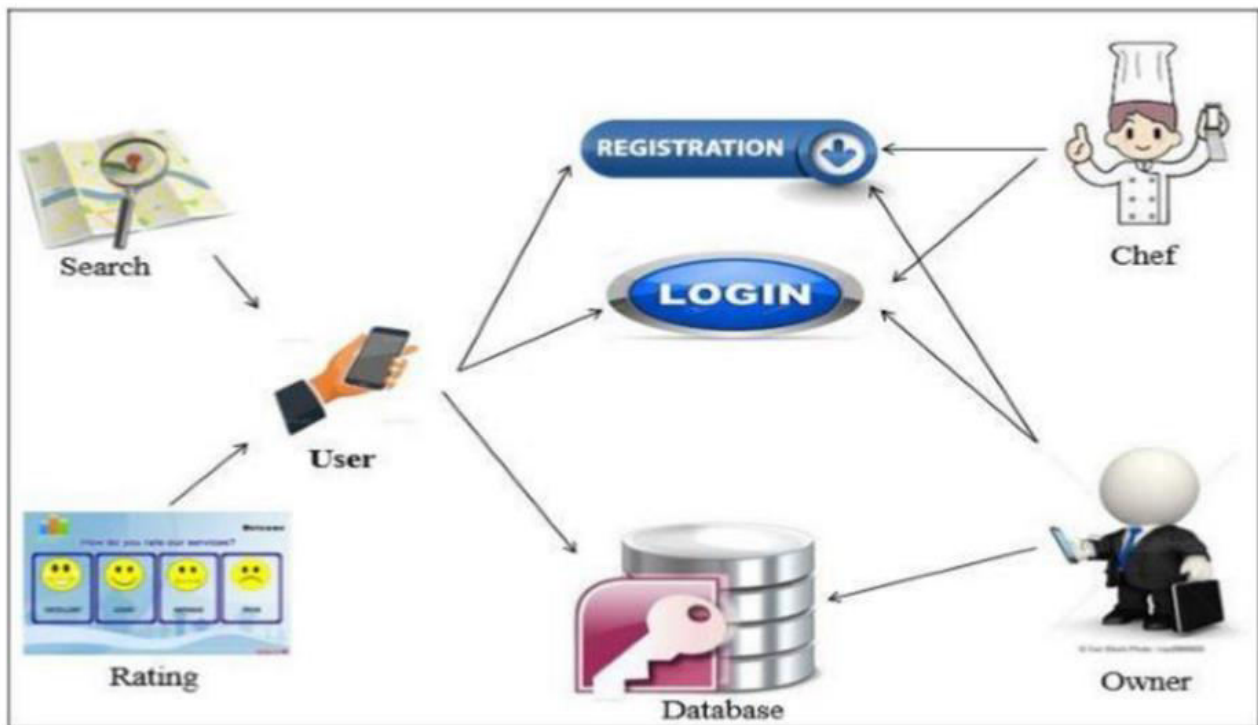 REGISTRATION
LOGIN
Search
Chef
User
How do you rate our services?
Rating
Database
Owner